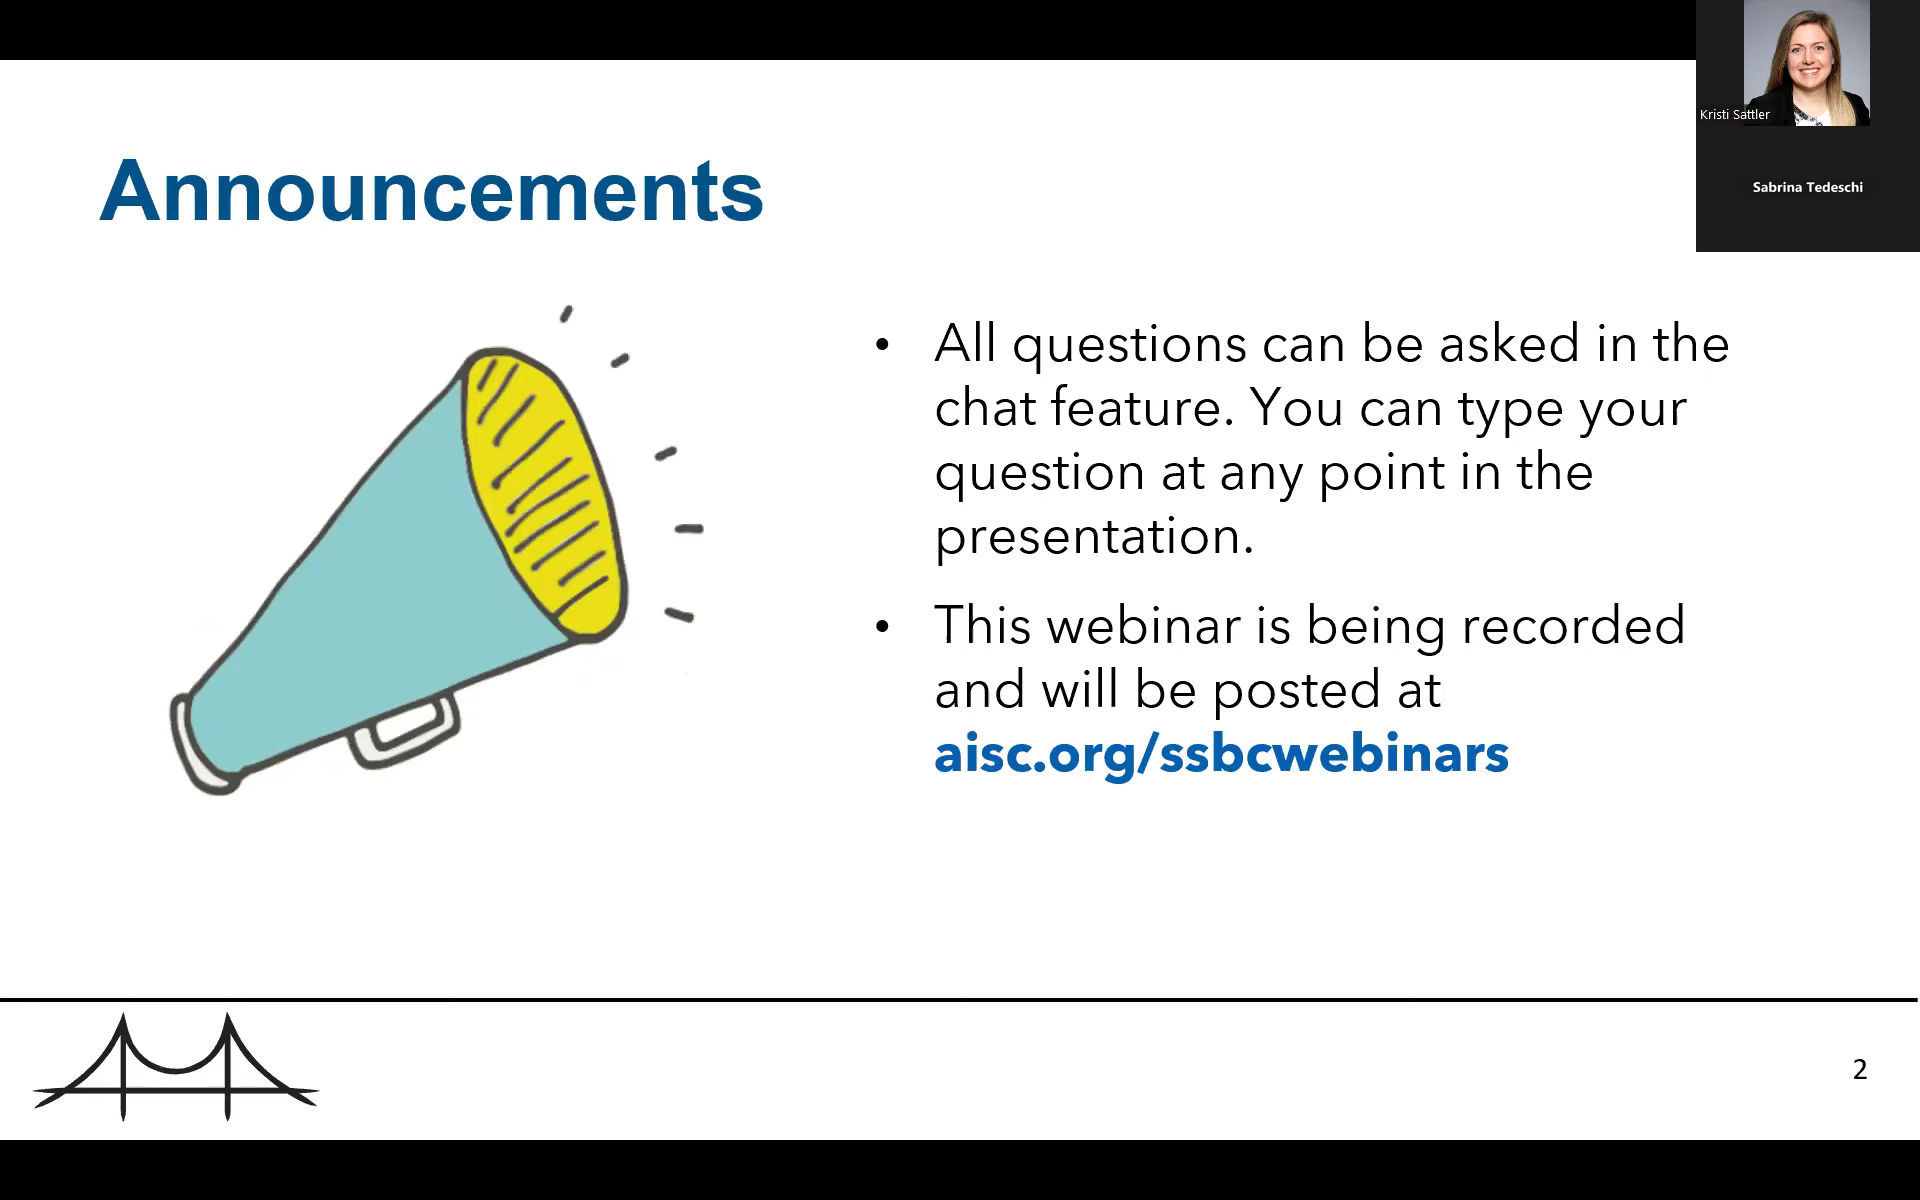 Kristi Sattler
Sabrina Tedeschi
Announcements
• All questions can be asked in the
chat feature. You can type your
question at any point in the
presentation.
• This webinar is being recorded
and will be posted at
aisc.org/ssbcwebinars
2